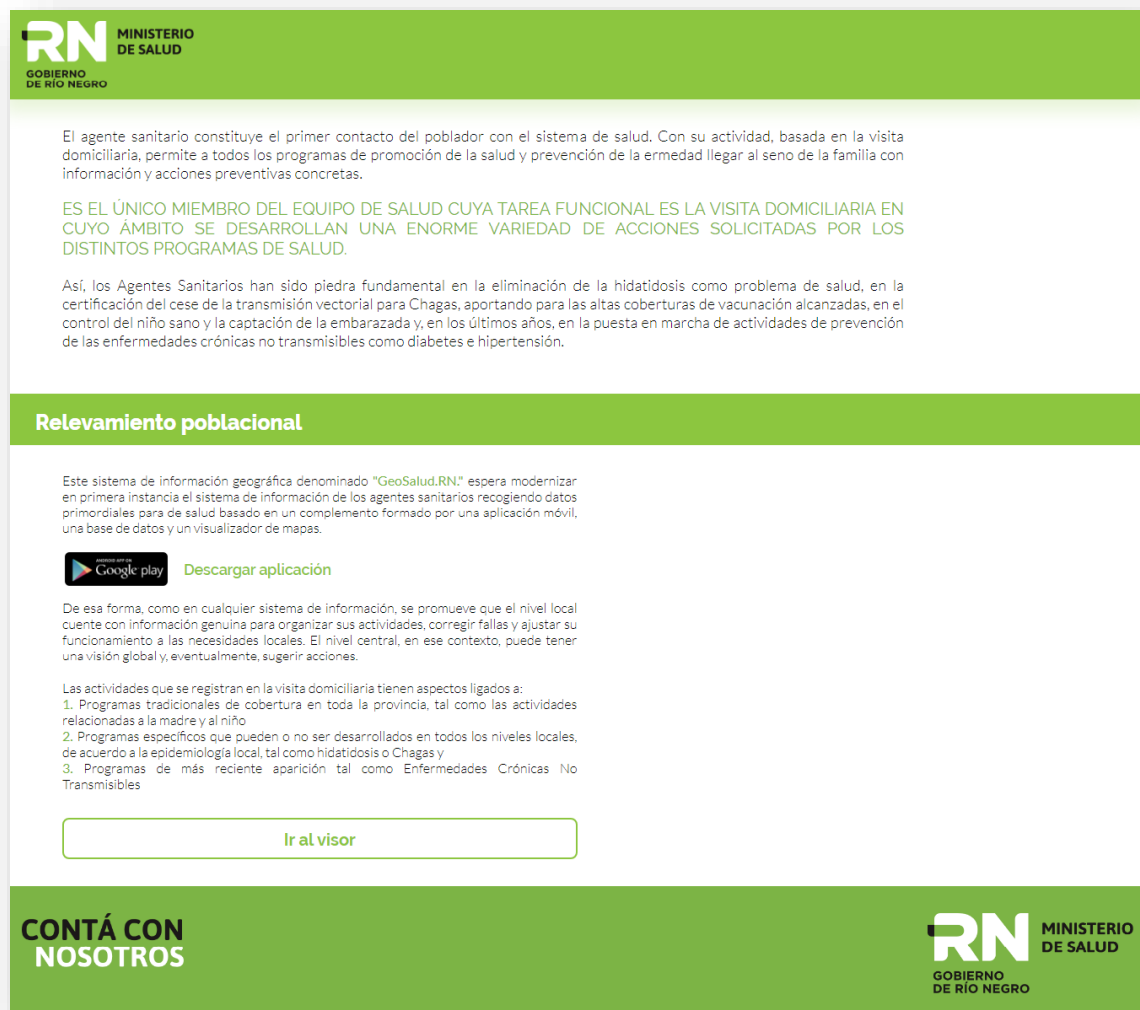 RN MINISTERIO
DE SALUD
GOBIERNO
DE RÍO NEGRO
El agente sanitario constituye el primer contacto del poblador con el sistema de salud. Con su actividad, basada en la visita
domiciliaria, permite a todos los programas de promoción de la salud y prevención de la ermedad llegar al seno de la familia con
información y acciones preventivas concretas.
ES EL ÚNICO MIEMBRO DEL EQUIPO DE SALUD CUYA TAREA FUNCIONAL ES LA VISITA DOMICILIARIA EN
CUYO ÁMBITO SE DESARROLLAN UNA ENORME VARIEDAD DE ACCIONES SOLICITADAS POR LOS
DISTINTOS PROGRAMAS DE SALUD.
Así, los Agentes Sanitarios han sido piedra fundamental en la eliminación de la hidatidosis como problema de salud, en la
certificación del cese de la transmisión vectorial para Chagas, aportando para las altas coberturas de vacunación alcanzadas, en el
control del niño sano y la captación de la embarazada y, en los últimos años, en la puesta en marcha de actividades de prevención
de las enfermedades crónicas no transmisibles como diabetes e hipertensión.
Relevamiento poblacional
Este sistema de información geográfica denominado "GeoSalud.RN." espera modernizar
en primera instancia el sistema de información de los agentes sanitarios recogiendo datos
primordiales para de salud basado en un complemento formado por una aplicación móvil,
una base de datos y un visualizador de mapas.
ANDROID APP ON
Google play Descargar aplicación
De esa forma, como en cualquier sistema de información, se promueve que el nivel local
cuente con información genuina para organizar sus actividades, corregir fallas y ajustar su
funcionamiento a las necesidades locales. El nivel central, en ese contexto, puede tener
una visión global y, eventualmente, sugerir acciones.
Las actividades que se registran en la visita domiciliaria tienen aspectos ligados a:
1. Programas tradicionales de cobertura en toda la provincia, tal como las actividades
relacionadas a la madre y al niño
2. Programas específicos que pueden o no ser desarrollados en todos los niveles locales,
de acuerdo a la epidemiología local, tal como hidatidosis o Chagas y
3. Programas de más reciente aparición tal como Enfermedades Crónicas No
Transmisibles
Ir al visor
CONTÁ CON
NOSOTROS
RN MINISTERIO
DE SALUD
GOBIERNO
DE RÍO NEGRO